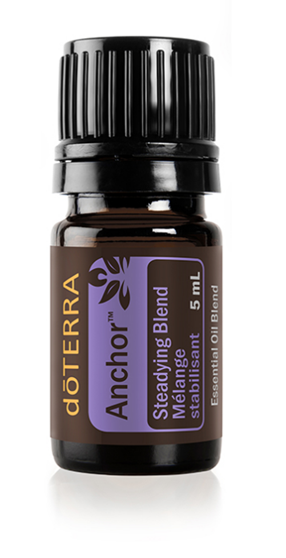 dōTERRA
Anchor™
Steadying Blend
Mélange
stabilisant
5 mL
Essential Oil Blend